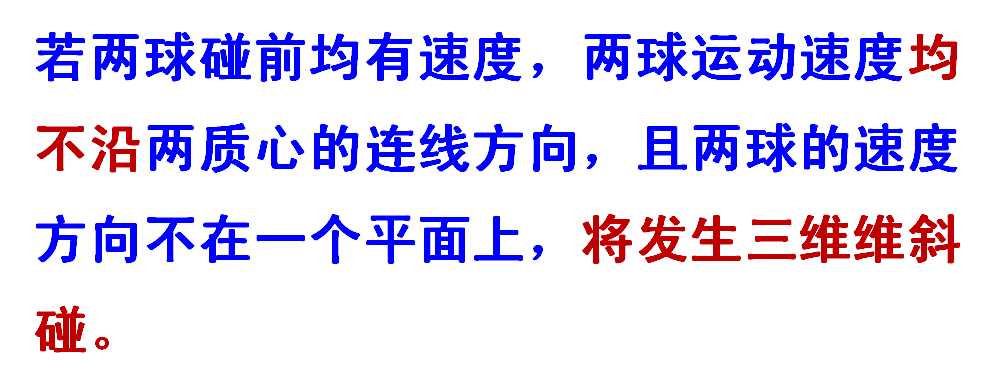 若两球碰前均有速度，两球运动速度均
不沿两质心的连线方向，且两球的速度
方向不在一个平面上，将发生三维维斜
碰。